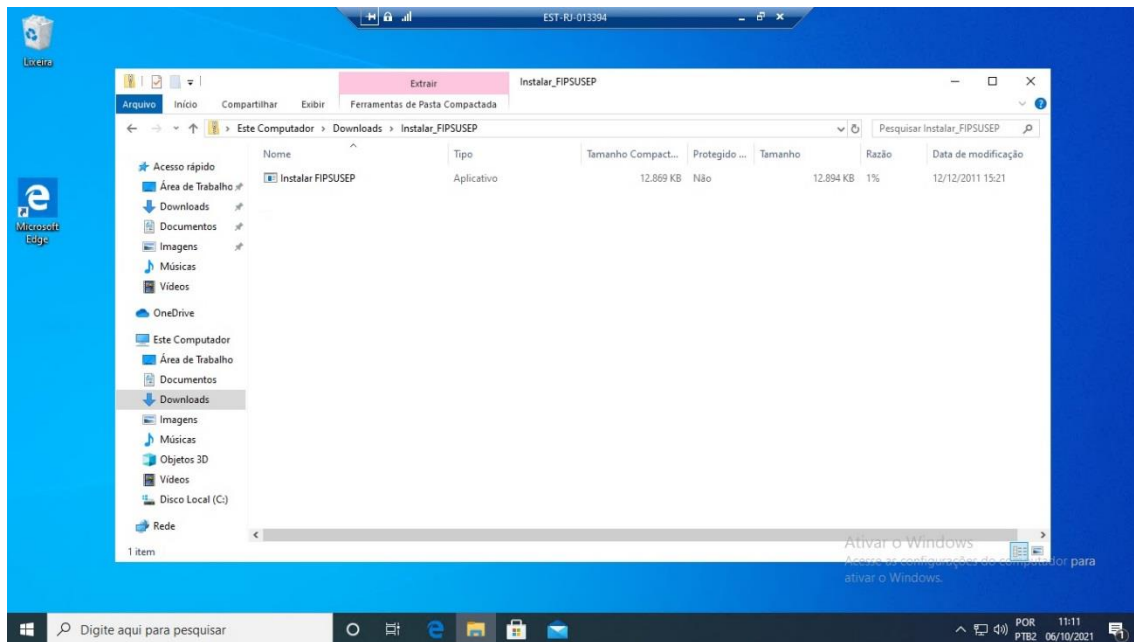 EST-RJ-013394
Lixeira
Extrair
Instalar_FIPSUSEP
Arquivo
Início
Compartilhar
Exibir
Ferramentas de Pasta Compactada
Este Computador > Downloads > Instalar_FIPSUSEP
Pesquisar Instalar_FIPSUSEP
Nome
Tipo
Tamanho Compact...
Protegido ...
Tamanho
Razão
Data de modificação
Instalar FIPSUSEP
Aplicativo
12.869 KB
Não
12.894 KB
1%
12/12/2011 15:21
Acesso rápido
Área de Trabalho
Downloads
Documentos
Imagens
Músicas
Vídeos
OneDrive
Este Computador
Área de Trabalho
Documentos
Downloads
Imagens
Músicas
Objetos 3D
Vídeos
Disco Local (C:)
Rede
1 item
Microsoft
Edge
Ativar o Windows
Acesse as configurações do computador para
ativar o Windows.
Digite aqui para pesquisar
POR
PTB2
11:11
06/10/2021